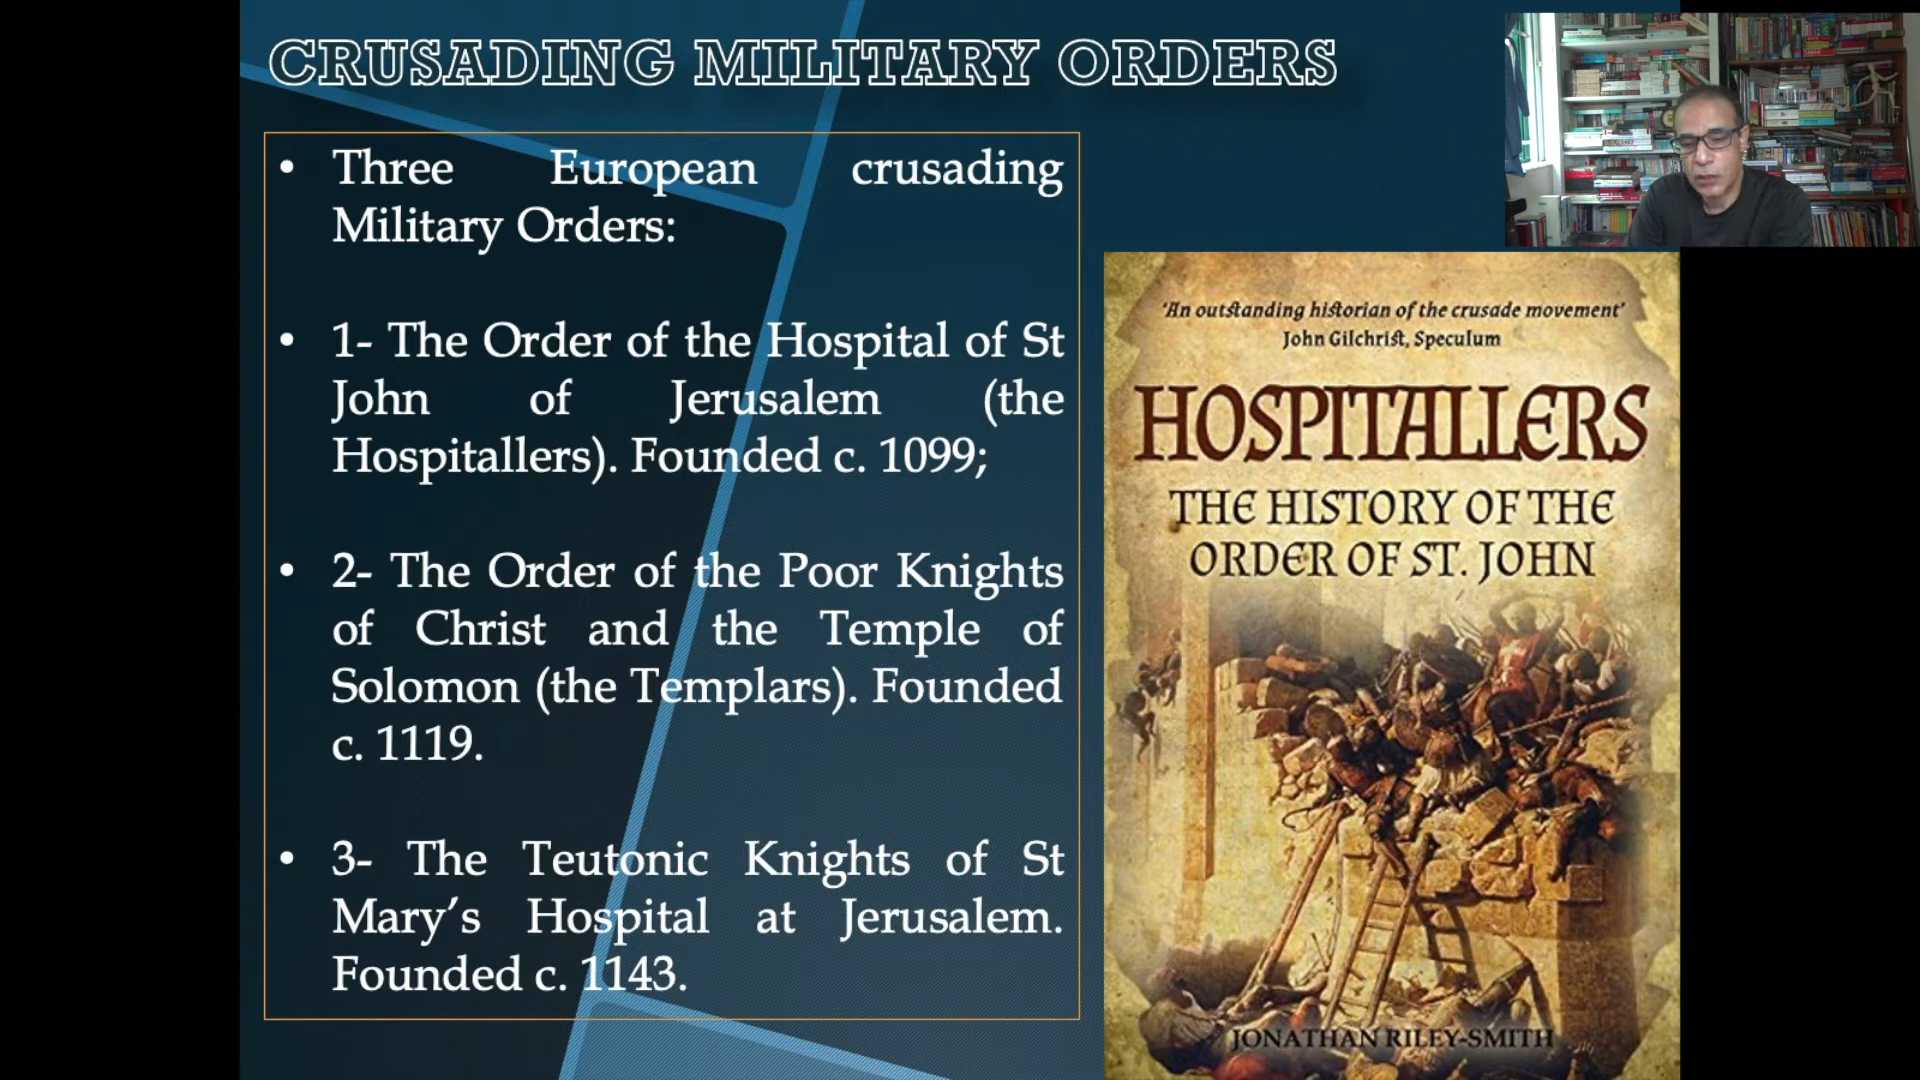 CRUSADING MILITARY ORDERS
• Three European crusading
Military Orders:
• 1- The Order of the Hospital of St
John of Jerusalem (the
Hospitallers). Founded c. 1099;
• 2- The Order of the Poor Knights
of Christ and the Temple of
Solomon (the Templars). Founded
c. 1119.
• 3- The Teutonic Knights of St
Mary’s Hospital at Jerusalem.
Founded c. 1143.
‘An outstanding historian of the crusade movement’
John Gilchrist, Speculum
HOSPITALLERS
THE HISTORY OF THE
ORDER OF ST. JOHN
JONATHAN RILEY-SMITH